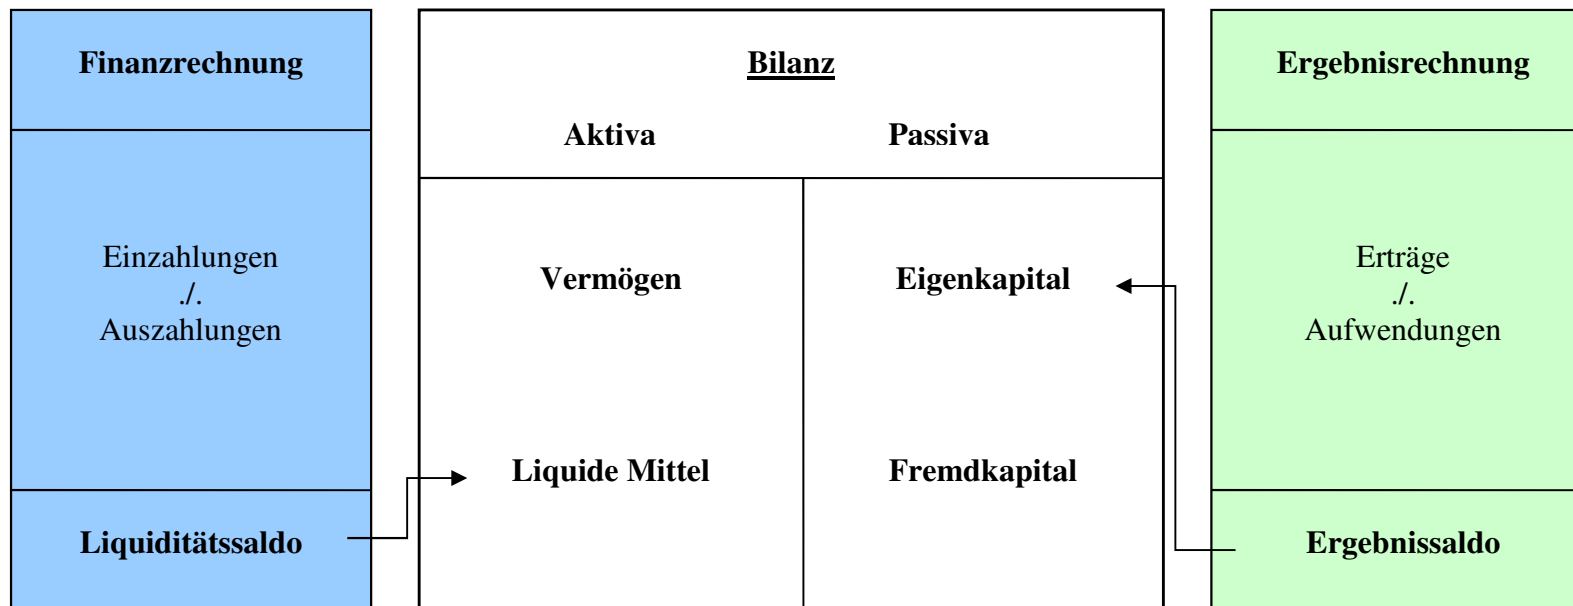 Finanzrechnung
Einzahlungen
./.
Auszahlungen
Liquiditätssaldo
Bilanz
Aktiva Passiva
Vermögen Eigenkapital
Liquide Mittel Fremdkapital
Ergebnisrechnung
Erträge
./.
Aufwendungen
Ergebnissaldo